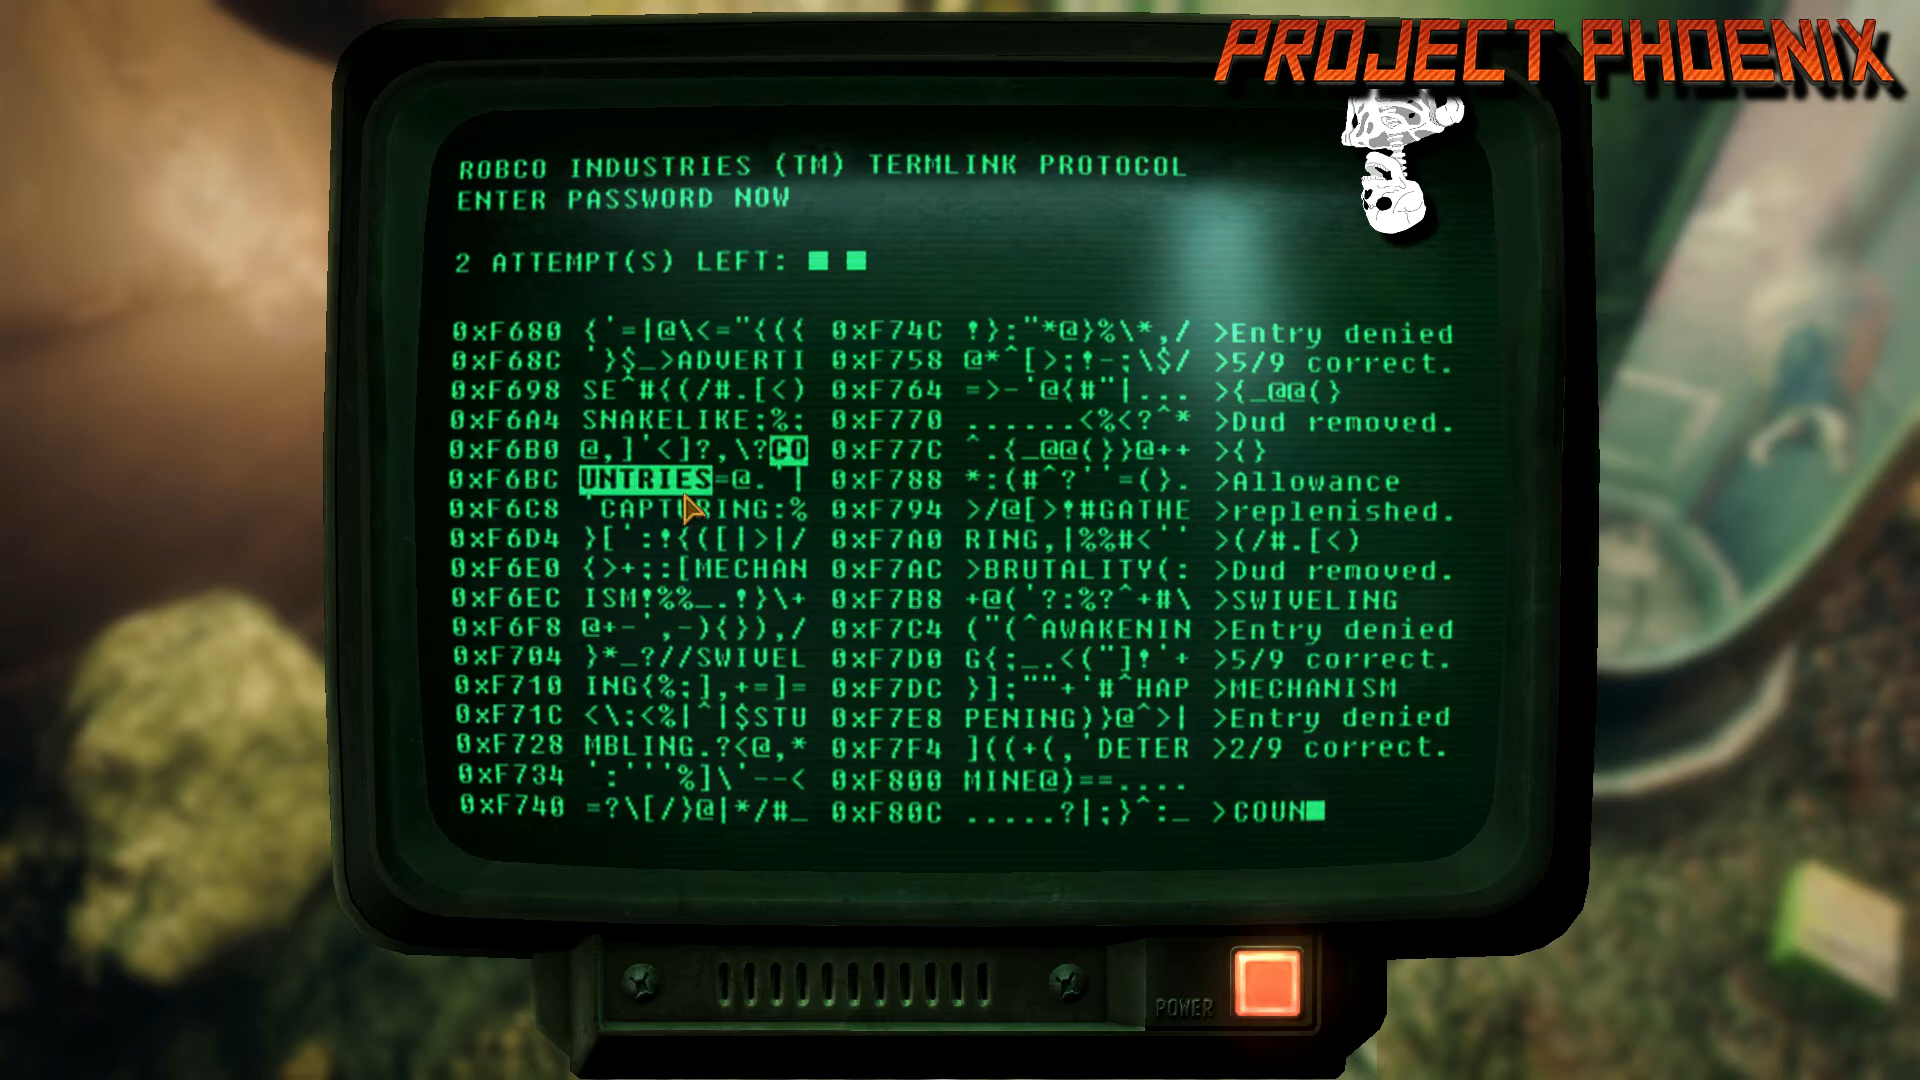 PROJECT PHOENIX
ROBCO INDUSTRIES (TM) TERMLINK PROTOCOL
ENTER PASSWORD NOW
2 ATTEMPT(S) LEFT: ■ ■
0xF680 {'=|@\<="{({ 0xF74C !}:"*@}%\*,/ >Entry denied
0xF68C '}$_>ADVERTI 0xF758 @*^[>;!-;\$/ >5/9 correct.
0xF698 SE^#{(/#.[<) 0xF764 =>-'@{#"|... >{_@@(}
0xF6A4 SNAKELIKE;%; 0xF770 ......<%<?^* >Dud removed.
0xF6B0 @,]'<]?,\?CO 0xF77C ^.{_@@(}}@++ >{}
0xF6BC UNTRIES=@.'| 0xF788 *:(#^?''=(}. >Allowance
0xF6C8 'CAPTURING:% 0xF794 >/@[>!#GATHE >replenished.
0xF6D4 }[':!{([|>|/ 0xF7A0 RING,|%%#<'' >(/#.[<)
0xF6E0 {>+;:[MECHAN 0xF7AC >BRUTALITY(: >Dud removed.
0xF6EC ISM!%%_.!}\+ 0xF7B8 +@('?:%?^+#\ >SWIVELING
0xF6F8 @+-',-){}),/ 0xF7C4 ("(^AWAKENIN >Entry denied
0xF704 }*_?//SWIVEL 0xF7D0 G{;_.<("]!'+ >5/9 correct.
0xF710 ING{%;],+=]= 0xF7DC }];""+'#^HAP >MECHANISM
0xF71C <\;<%|^|$STU 0xF7E8 PENING)}@^>| >Entry denied
0xF728 MBLING.?<@,* 0xF7F4 ]((+(,'DETER >2/9 correct.
0xF734 ':'''%]\'--< 0xF800 MINE@)==....
0xF740 =?\[/}@|*/#_ 0xF80C .....?|;}^:_ >COUN■
POWER